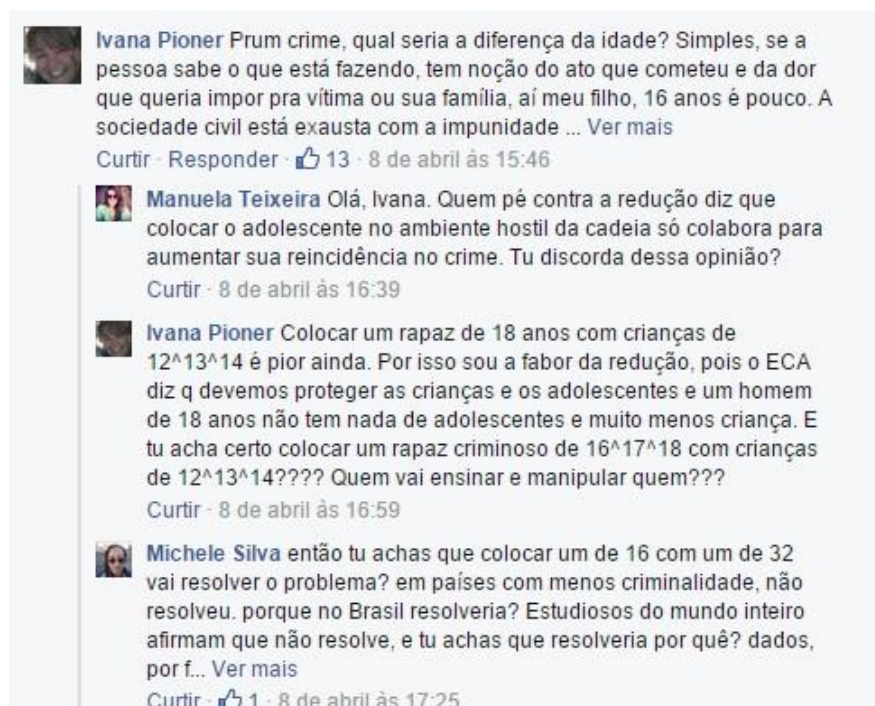 Ivana Pioner Prum crime, qual seria a diferença da idade? Simples, se a
pessoa sabe o que está fazendo, tem noção do ato que cometeu e da dor
que queria impor pra vítima ou sua família, aí meu filho, 16 anos é pouco. A
sociedade civil está exausta com a impunidade ... Ver mais
Curtir · Responder · 13 · 8 de abril às 15:46
Manuela Teixeira Olá, Ivana. Quem pé contra a redução diz que
colocar o adolescente no ambiente hostil da cadeia só colabora para
aumentar sua reincidência no crime. Tu discorda dessa opinião?
Curtir · 8 de abril às 16:39
Ivana Pioner Colocar um rapaz de 18 anos com crianças de
12^13^14 é pior ainda. Por isso sou a fabor da redução, pois o ECA
diz q devemos proteger as crianças e os adolescentes e um homem
de 18 anos não tem nada de adolescentes e muito menos criança. E
tu acha certo colocar um rapaz criminoso de 16^17^18 com crianças
de 12^13^14???? Quem vai ensinar e manipular quem???
Curtir · 8 de abril às 16:59
Michele Silva então tu achas que colocar um de 16 com um de 32
vai resolver o problema? em países com menos criminalidade, não
resolveu. porque no Brasil resolveria? Estudiosos do mundo inteiro
afirmam que não resolve, e tu achas que resolveria por quê? dados,
por f... Ver mais
Curtir · 1 · 8 de abril às 17:25